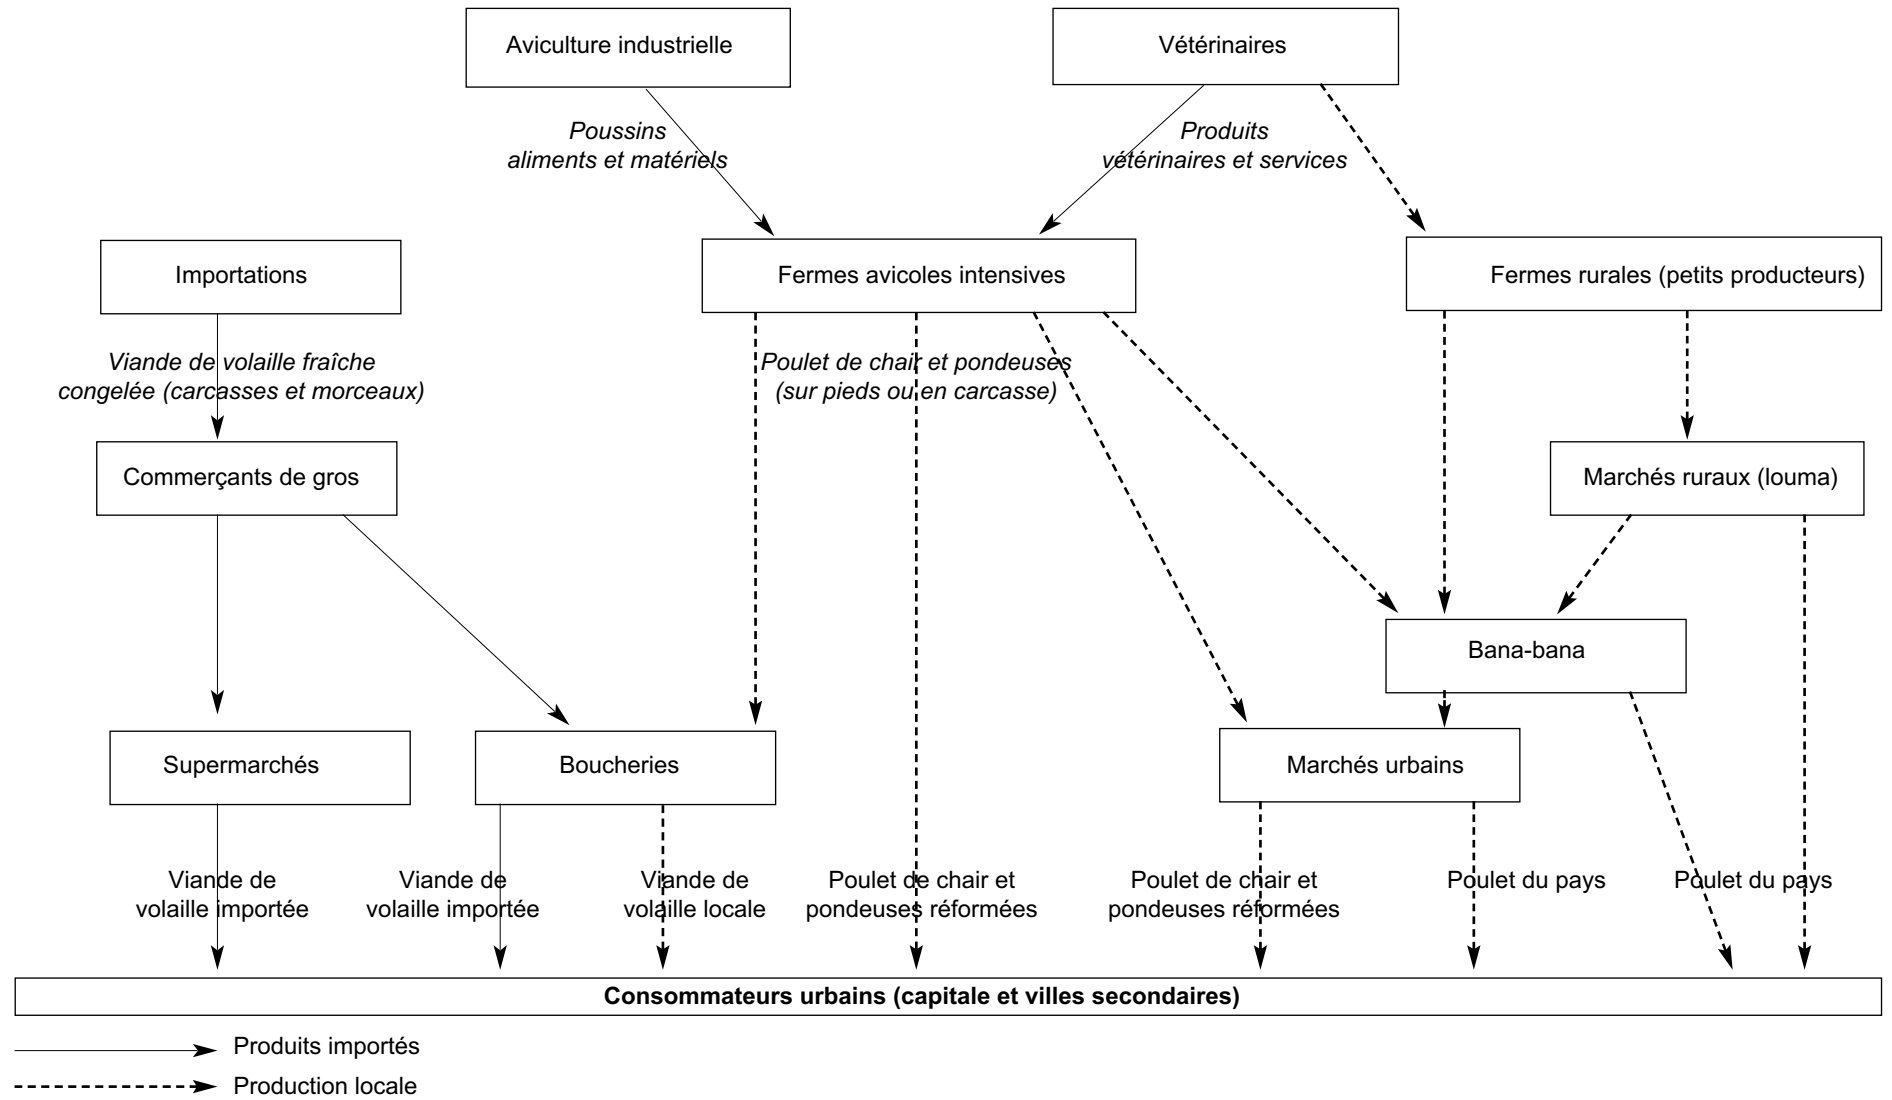 Aviculture industrielle
Vétérinaires
Poussins
aliments et matériels
Produits
vétérinaires et services
Importations
Fermes avicoles intensives
Fermes rurales (petits producteurs)
Viande de volaille fraîche
congelée (carcasses et morceaux)
Poulet de chair et pondeuses
(sur pieds ou en carcasse)
Commerçants de gros
Marchés ruraux (louma)
Bana-bana
Supermarchés
Boucheries
Marchés urbains
Viande de
volaille importée
Viande de
volaille importée
Viande de
volaille locale
Poulet de chair et
pondeuses réformées
Poulet de chair et
pondeuses réformées
Poulet du pays
Poulet du pays
Consommateurs urbains (capitale et villes secondaires)
Produits importés
Production locale